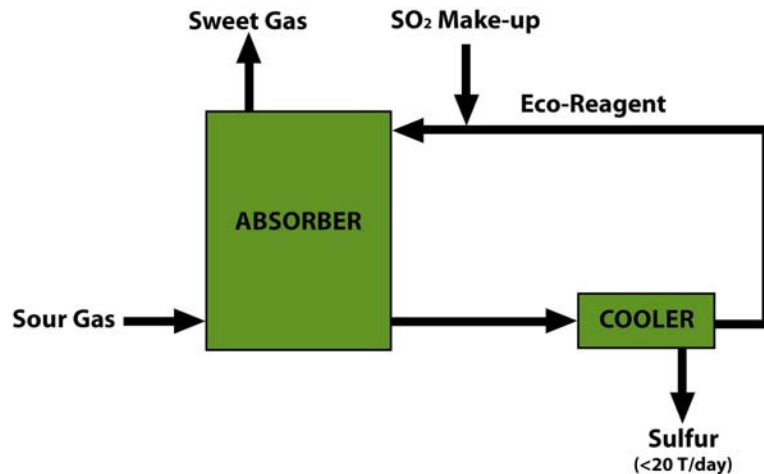 Sweet Gas
SO₂ Make-up
Eco-Reagent
ABSORBER
Sour Gas
COOLER
Sulfur
(<20 T/day)